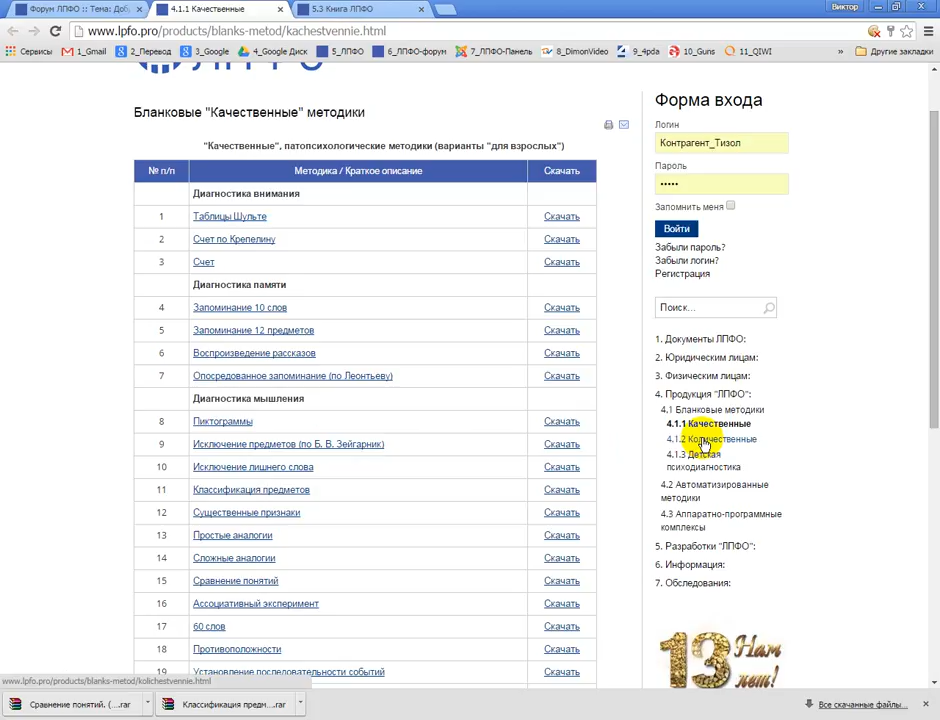 Форум ЛПФО :: Тема: Доб
4.1.1 Качественные
5.3 Книга ЛПФО
Виктор
www.lpfo.pro/products/blanks-metod/kachestvennie.html
Сервисы
1_Gmail
2_Перевод
3_Google
4_Google Диск
5_ЛПФО
6_ЛПФО-форум
7_ЛПФО-Панель
8_DimonVideo
9_4pda
10_Guns
11_QIWI
»
Другие закладки
ЛПФО
Бланковые "Качественные" методики
"Качественные", патопсихологические методики (варианты "для взрослых")
№ п/п Методика / Краткое описание Скачать
Диагностика внимания
1 Таблицы Шульте Скачать
2 Счет по Крепелину Скачать
3 Счет Скачать
Диагностика памяти
4 Запоминание 10 слов Скачать
5 Запоминание 12 предметов Скачать
6 Воспроизведение рассказов Скачать
7 Опосредованное запоминание (по Леонтьеву) Скачать
Диагностика мышления
8 Пиктограммы Скачать
9 Исключение предметов (по Б. В. Зейгарник) Скачать
10 Исключение лишнего слова Скачать
11 Классификация предметов Скачать
12 Существенные признаки Скачать
13 Простые аналогии Скачать
14 Сложные аналогии Скачать
15 Сравнение понятий Скачать
16 Ассоциативный эксперимент Скачать
17 60 слов Скачать
18 Противоположности Скачать
19 Установление последовательности событий Скачать
Форма входа
Логин
Контрагент_Тизол
Пароль
•••••
Запомнить меня
Войти
Забыли пароль?
Забыли логин?
Регистрация
Поиск...
1. Документы ЛПФО:
2. Юридическим лицам:
3. Физическим лицам:
4. Продукция "ЛПФО":
4.1 Бланковые методики
4.1.1 Качественные
4.1.2 Количественные
4.1.3 Детская
психодиагностика
4.2 Автоматизированные
методики
4.3 Аппаратно-программные
комплексы
5. Разработки "ЛПФО":
6. Информация:
7. Обследования:
13 Нам
лет!
www.lpfo.pro/products/blanks-metod/kolichestvennie.html
Сравнение понятий. (....rar
Классификация предм....rar
Все скачанные файлы...